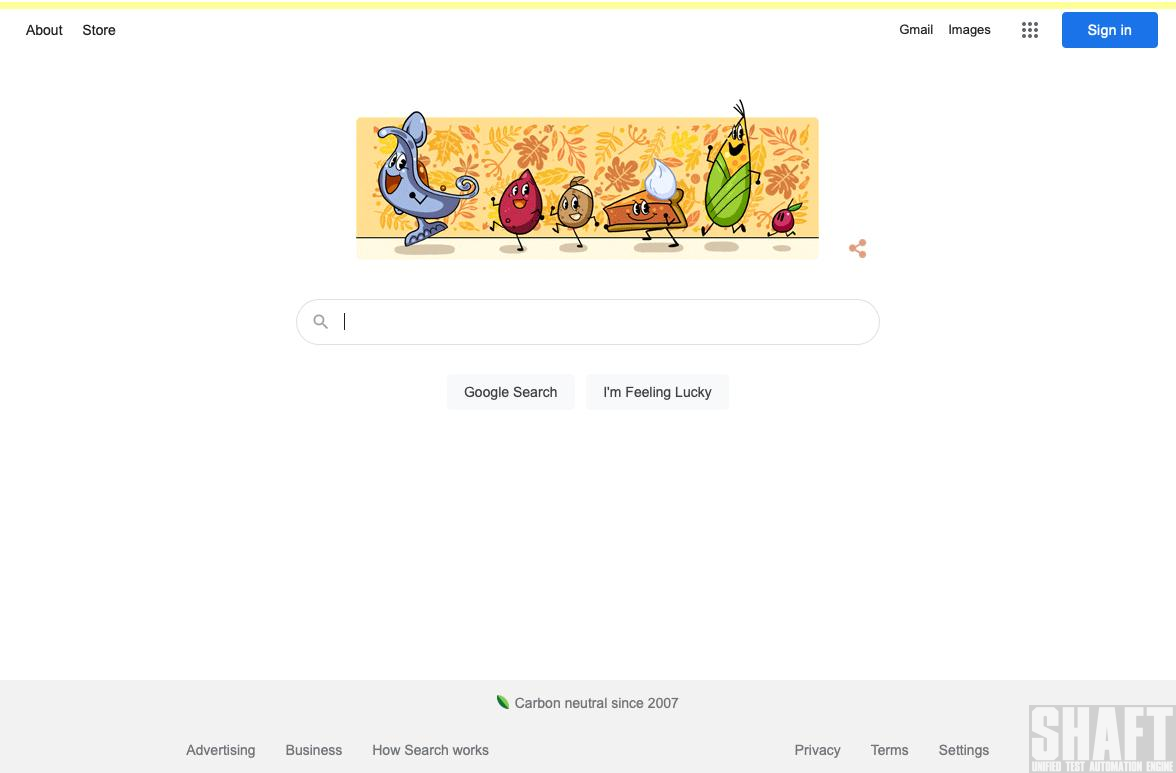 About Store
Gmail Images
Sign in
Google Search
I'm Feeling Lucky
Carbon neutral since 2007
Advertising Business How Search works
Privacy Terms Settings
SHAFT
UNIFIED TEST AUTOMATION ENGINE